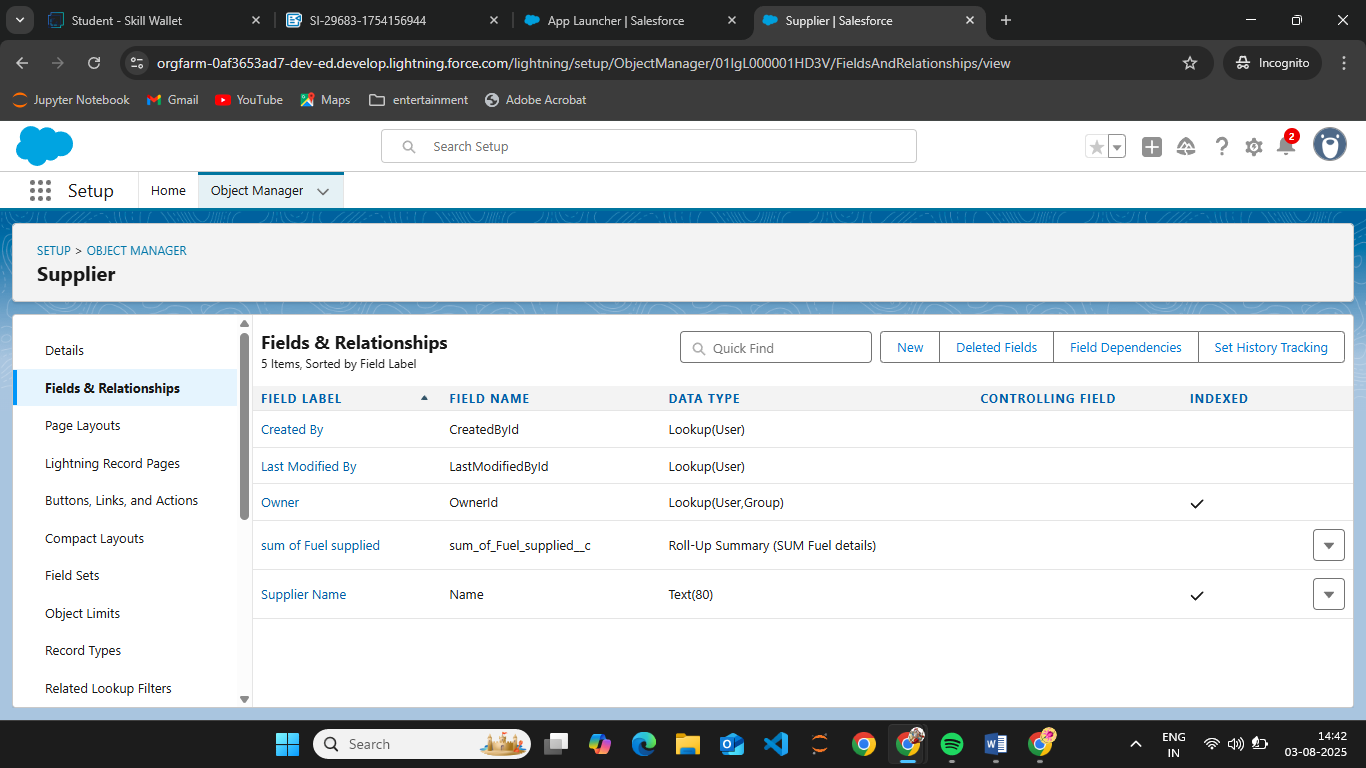 Student - Skill Wallet
SI-29683-1754156944
App Launcher | Salesforce
Supplier | Salesforce
orgfarm-0af3653ad7-dev-ed.develop.lightning.force.com/lightning/setup/ObjectManager/01IgL000001HD3V/FieldsAndRelationships/view
Incognito
Jupyter Notebook
Gmail
YouTube
Maps
entertainment
Adobe Acrobat
Search Setup
2
Setup
Home
Object Manager
SETUP > OBJECT MANAGER
Supplier
Details
Fields & Relationships
Page Layouts
Lightning Record Pages
Buttons, Links, and Actions
Compact Layouts
Field Sets
Object Limits
Record Types
Related Lookup Filters
Fields & Relationships
5 Items, Sorted by Field Label
Quick Find
New
Deleted Fields
Field Dependencies
Set History Tracking
FIELD LABEL FIELD NAME DATA TYPE CONTROLLING FIELD INDEXED
Created By CreatedById Lookup(User)
Last Modified By LastModifiedById Lookup(User)
Owner OwnerId Lookup(User,Group)
sum of Fuel supplied sum_of_Fuel_supplied__c Roll-Up Summary (SUM Fuel details)
Supplier Name Name Text(80)
Search
ENG
IN
14:42
03-08-2025